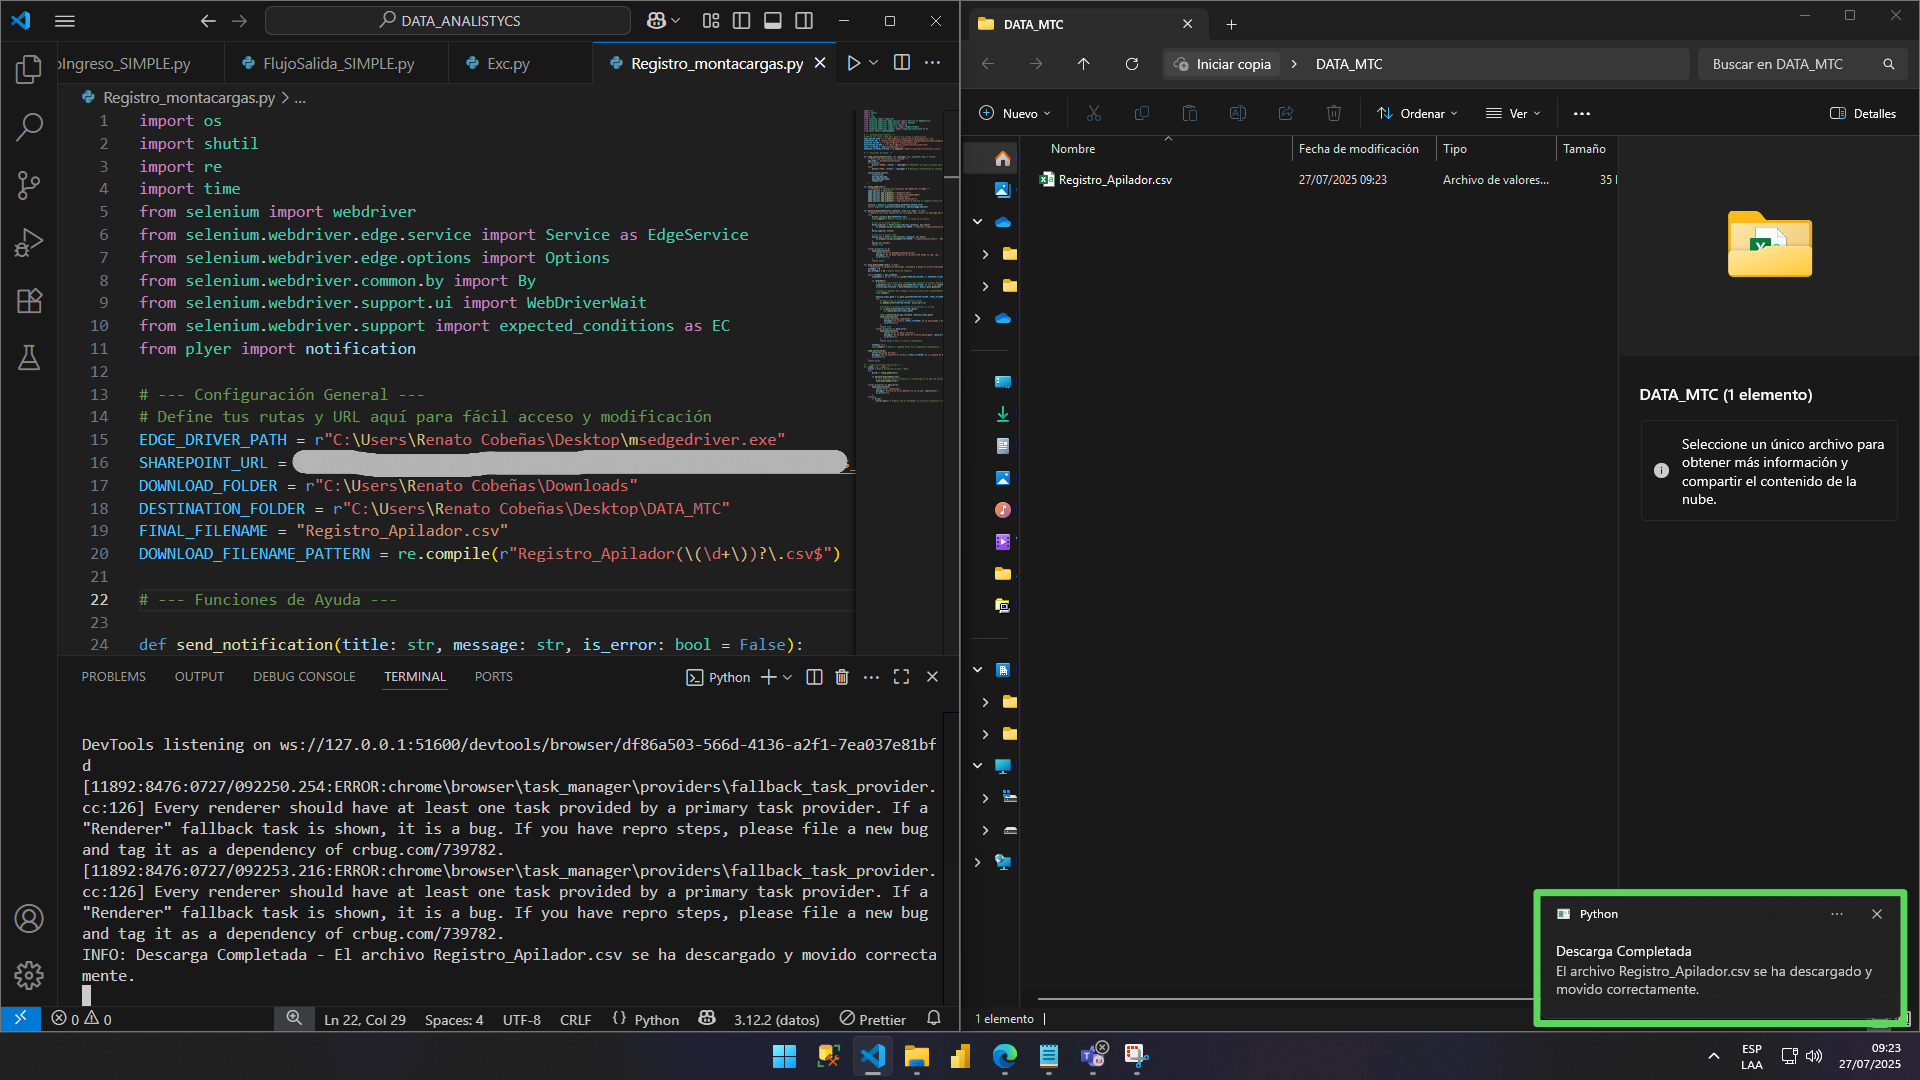 DATA_ANALISTYCS
oIngreso_SIMPLE.py
FlujoSalida_SIMPLE.py
Exc.py
Registro_montacargas.py
Registro_montacargas.py > ...
1 import os
2 import shutil
3 import re
4 import time
5 from selenium import webdriver
6 from selenium.webdriver.edge.service import Service as EdgeService
7 from selenium.webdriver.edge.options import Options
8 from selenium.webdriver.common.by import By
9 from selenium.webdriver.support.ui import WebDriverWait
10 from selenium.webdriver.support import expected_conditions as EC
11 from plyer import notification
12
13 # --- Configuración General ---
14 # Define tus rutas y URL aquí para fácil acceso y modificación
15 EDGE_DRIVER_PATH = r"C:\Users\Renato Cobeñas\Desktop\msedgedriver.exe"
16 SHAREPOINT_URL =
17 DOWNLOAD_FOLDER = r"C:\Users\Renato Cobeñas\Downloads"
18 DESTINATION_FOLDER = r"C:\Users\Renato Cobeñas\Desktop\DATA_MTC"
19 FINAL_FILENAME = "Registro_Apilador.csv"
20 DOWNLOAD_FILENAME_PATTERN = re.compile(r"Registro_Apilador(\(\d+\))?\.csv$")
21
22 # --- Funciones de Ayuda ---
23
24 def send_notification(title: str, message: str, is_error: bool = False):
PROBLEMS OUTPUT DEBUG CONSOLE TERMINAL PORTS
Python
DevTools listening on ws://127.0.0.1:51600/devtools/browser/df86a503-566d-4136-a2f1-7ea037e81bf
d
[11892:8476:0727/092250.254:ERROR:chrome\browser\task_manager\providers\fallback_task_provider.
cc:126] Every renderer should have at least one task provided by a primary task provider. If a
"Renderer" fallback task is shown, it is a bug. If you have repro steps, please file a new bug
and tag it as a dependency of crbug.com/739782.
[11892:8476:0727/092253.216:ERROR:chrome\browser\task_manager\providers\fallback_task_provider.
cc:126] Every renderer should have at least one task provided by a primary task provider. If a
"Renderer" fallback task is shown, it is a bug. If you have repro steps, please file a new bug
and tag it as a dependency of crbug.com/739782.
INFO: Descarga Completada - El archivo Registro_Apilador.csv se ha descargado y movido correcta
mente.
0 0
Ln 22, Col 29 Spaces: 4 UTF-8 CRLF {} Python 3.12.2 (datos) Prettier
DATA_MTC
Iniciar copia > DATA_MTC
Buscar en DATA_MTC
Nuevo
Ordenar
Ver
Detalles
Nombre Fecha de modificación Tipo Tamaño
Registro_Apilador.csv 27/07/2025 09:23 Archivo de valores... 35
DATA_MTC (1 elemento)
Seleccione un único archivo para
obtener más información y
compartir el contenido de la
nube.
1 elemento
Python
Descarga Completada
El archivo Registro_Apilador.csv se ha descargado y
movido correctamente.
ESP
LAA
09:23
27/07/2025